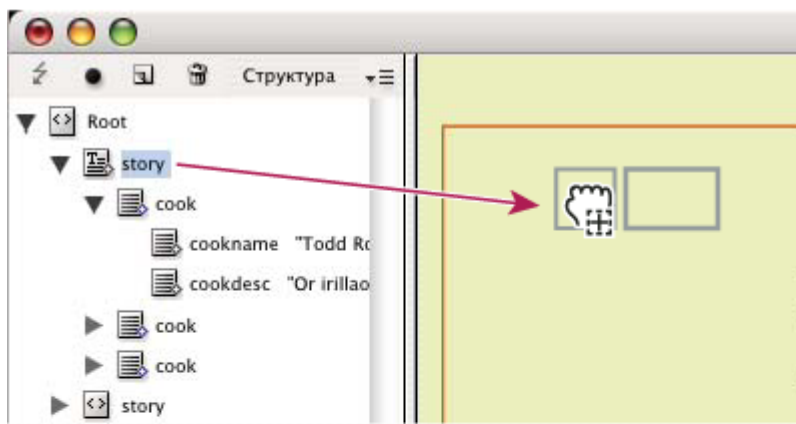 Структура
Root
story
cook
cookname "Todd Ro
cookdesc "Or irillao
cook
cook
story